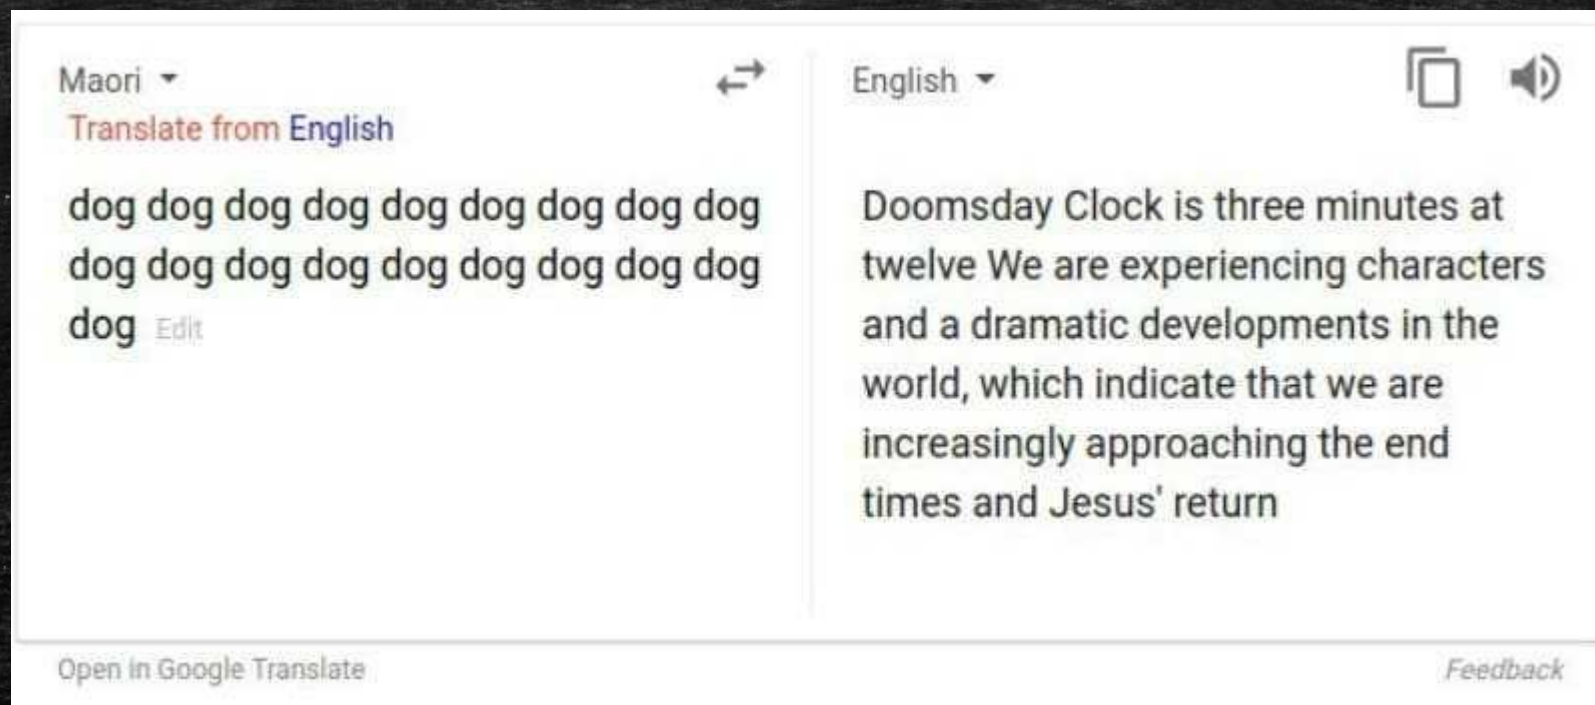 Maori
Translate from English
dog dog dog dog dog dog dog dog dog
dog dog dog dog dog dog dog dog dog
dog Edit
English
Doomsday Clock is three minutes at
twelve We are experiencing characters
and a dramatic developments in the
world, which indicate that we are
increasingly approaching the end
times and Jesus' return
Open in Google Translate
Feedback